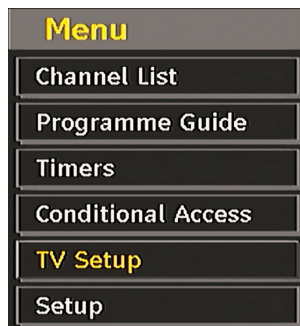 Menu
Channel List
Programme Guide
Timers
Conditional Access
TV Setup
Setup